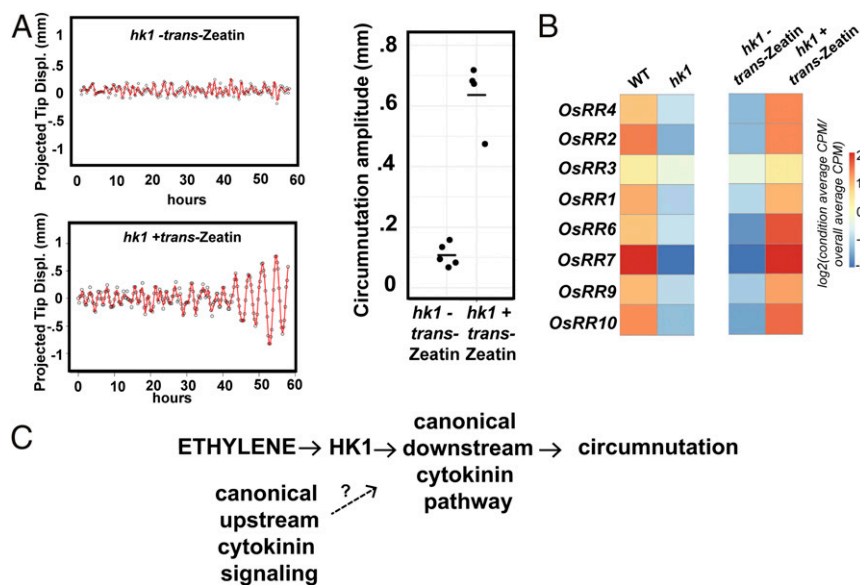 A
hk1 -trans-Zeatin
Projected Tip Displ. (mm)
1
.5
0
-.5
-1
0 10 20 30 40 50 60
hours
hk1 +trans-Zeatin
Projected Tip Displ. (mm)
1
.5
0
-.5
-1
0 10 20 30 40 50 60
hours
Circumnutation amplitude (mm)
.8
.6
.4
.2
0
hk1 - hk1 +
trans- trans-
Zeatin Zeatin
B
WT
hk1
hk1 -
trans-Zeatin
hk1 +
trans-Zeatin
OsRR4
OsRR2
OsRR3
OsRR1
OsRR6
OsRR7
OsRR9
OsRR10
2
1
0
log2(condition average CPM/
overall average CPM)
C
ETHYLENE → HK1 →
canonical
downstream
cytokinin
pathway
→ circumnutation
canonical
upstream
cytokinin
signaling
?